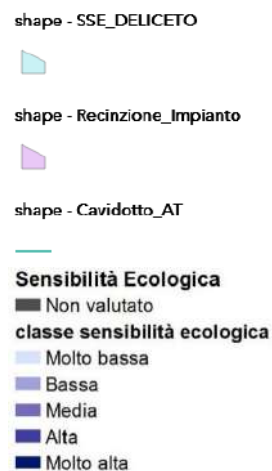 shape - SSE_DELICETO
shape - Recinzione_Impianto
shape - Cavidotto_AT
Sensibilità Ecologica
Non valutato
classe sensibilità ecologica
Molto bassa
Bassa
Media
Alta
Molto alta